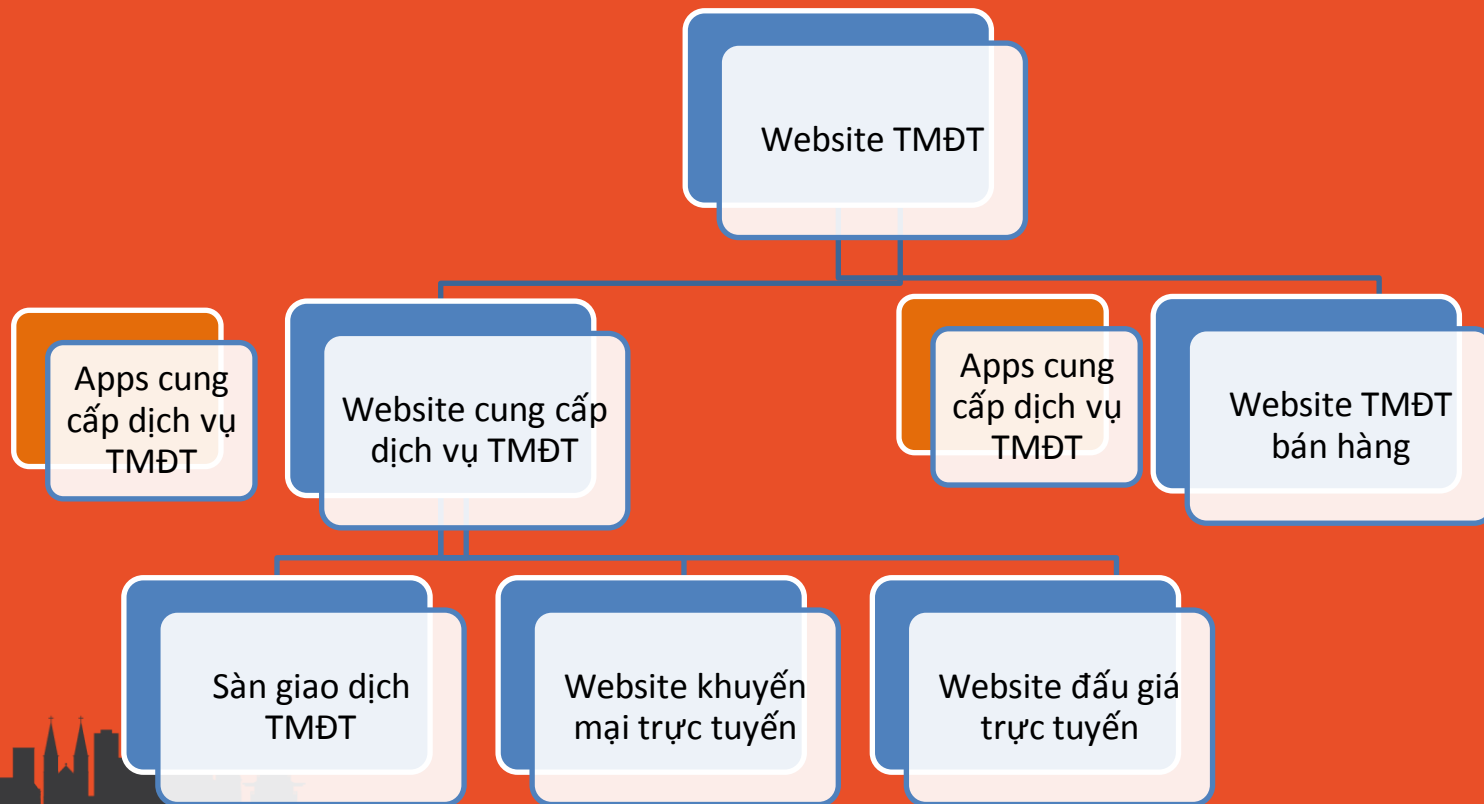 Website TMĐT
Apps cung
cấp dịch vụ
TMĐT
Website cung cấp
dịch vụ TMĐT
Apps cung
cấp dịch vụ
TMĐT
Website TMĐT
bán hàng
Sàn giao dịch
TMĐT
Website khuyến
mại trực tuyến
Website đấu giá
trực tuyến